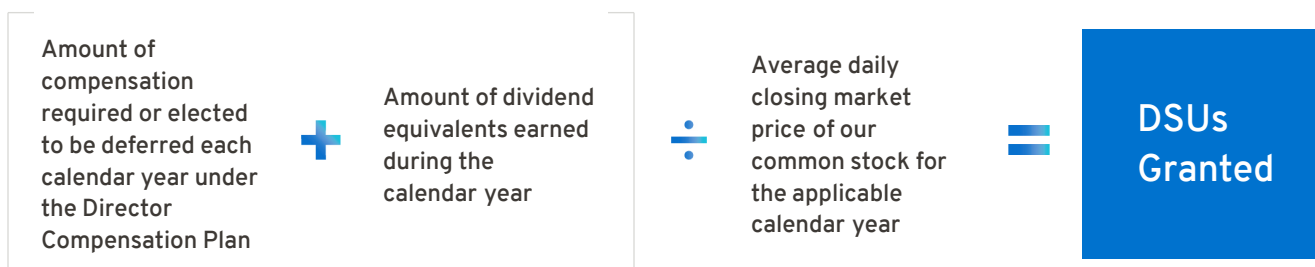 Amount of
compensation
required or elected
to be deferred each
calendar year under
the Director
Compensation Plan
+
Amount of dividend
equivalents earned
during the
calendar year
÷
Average daily
closing market
price of our
common stock for
the applicable
calendar year
=
DSUs
Granted